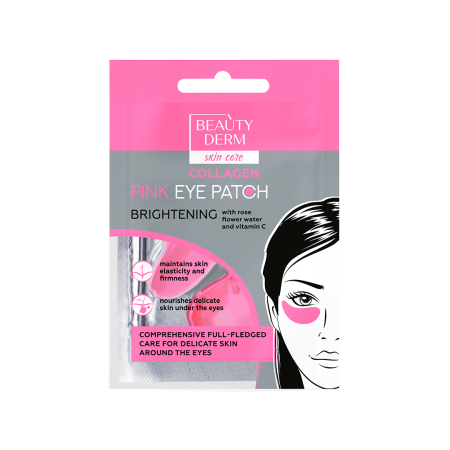 BEAUTY
DERM
skin care
COLLAGEN
PINK EYE PATCH
BRIGHTENING
with rose
flower water
and vitamin C
maintains skin
elasticity and
firmness
nourishes delicate
skin under the eyes
COMPREHENSIVE FULL-FLEDGED
CARE FOR DELICATE SKIN
AROUND THE EYES